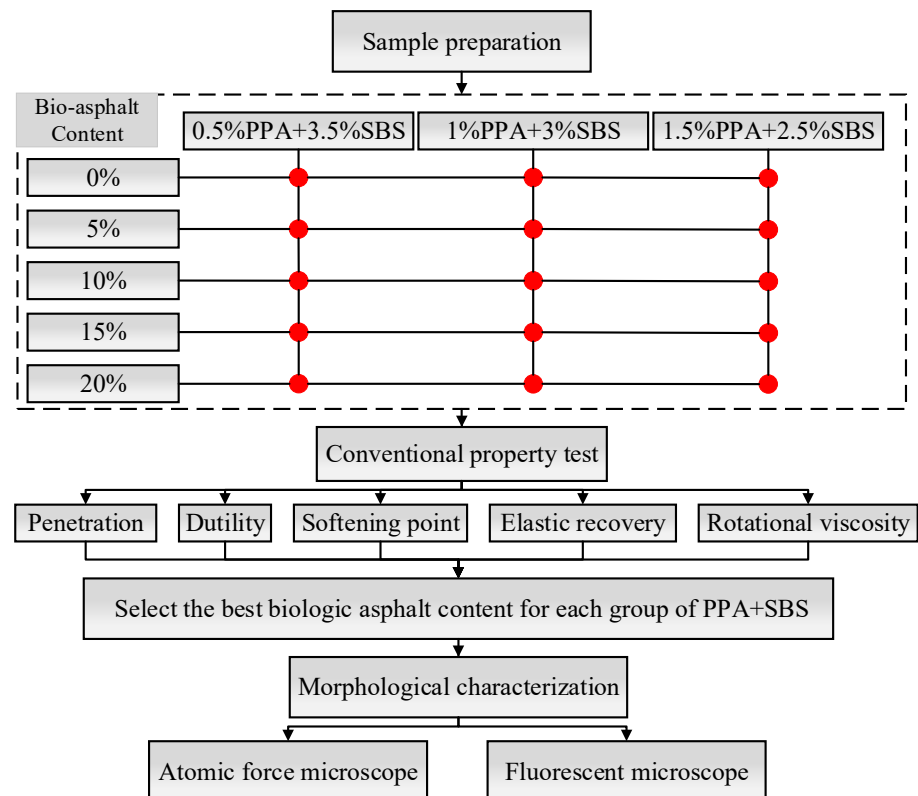 Sample preparation
Bio-asphalt
Content
0.5%PPA+3.5%SBS
1%PPA+3%SBS
1.5%PPA+2.5%SBS
0%
5%
10%
15%
20%
Conventional property test
Penetration
Dutility
Softening point
Elastic recovery
Rotational viscosity
Select the best biologic asphalt content for each group of PPA+SBS
Morphological characterization
Atomic force microscope
Fluorescent microscope